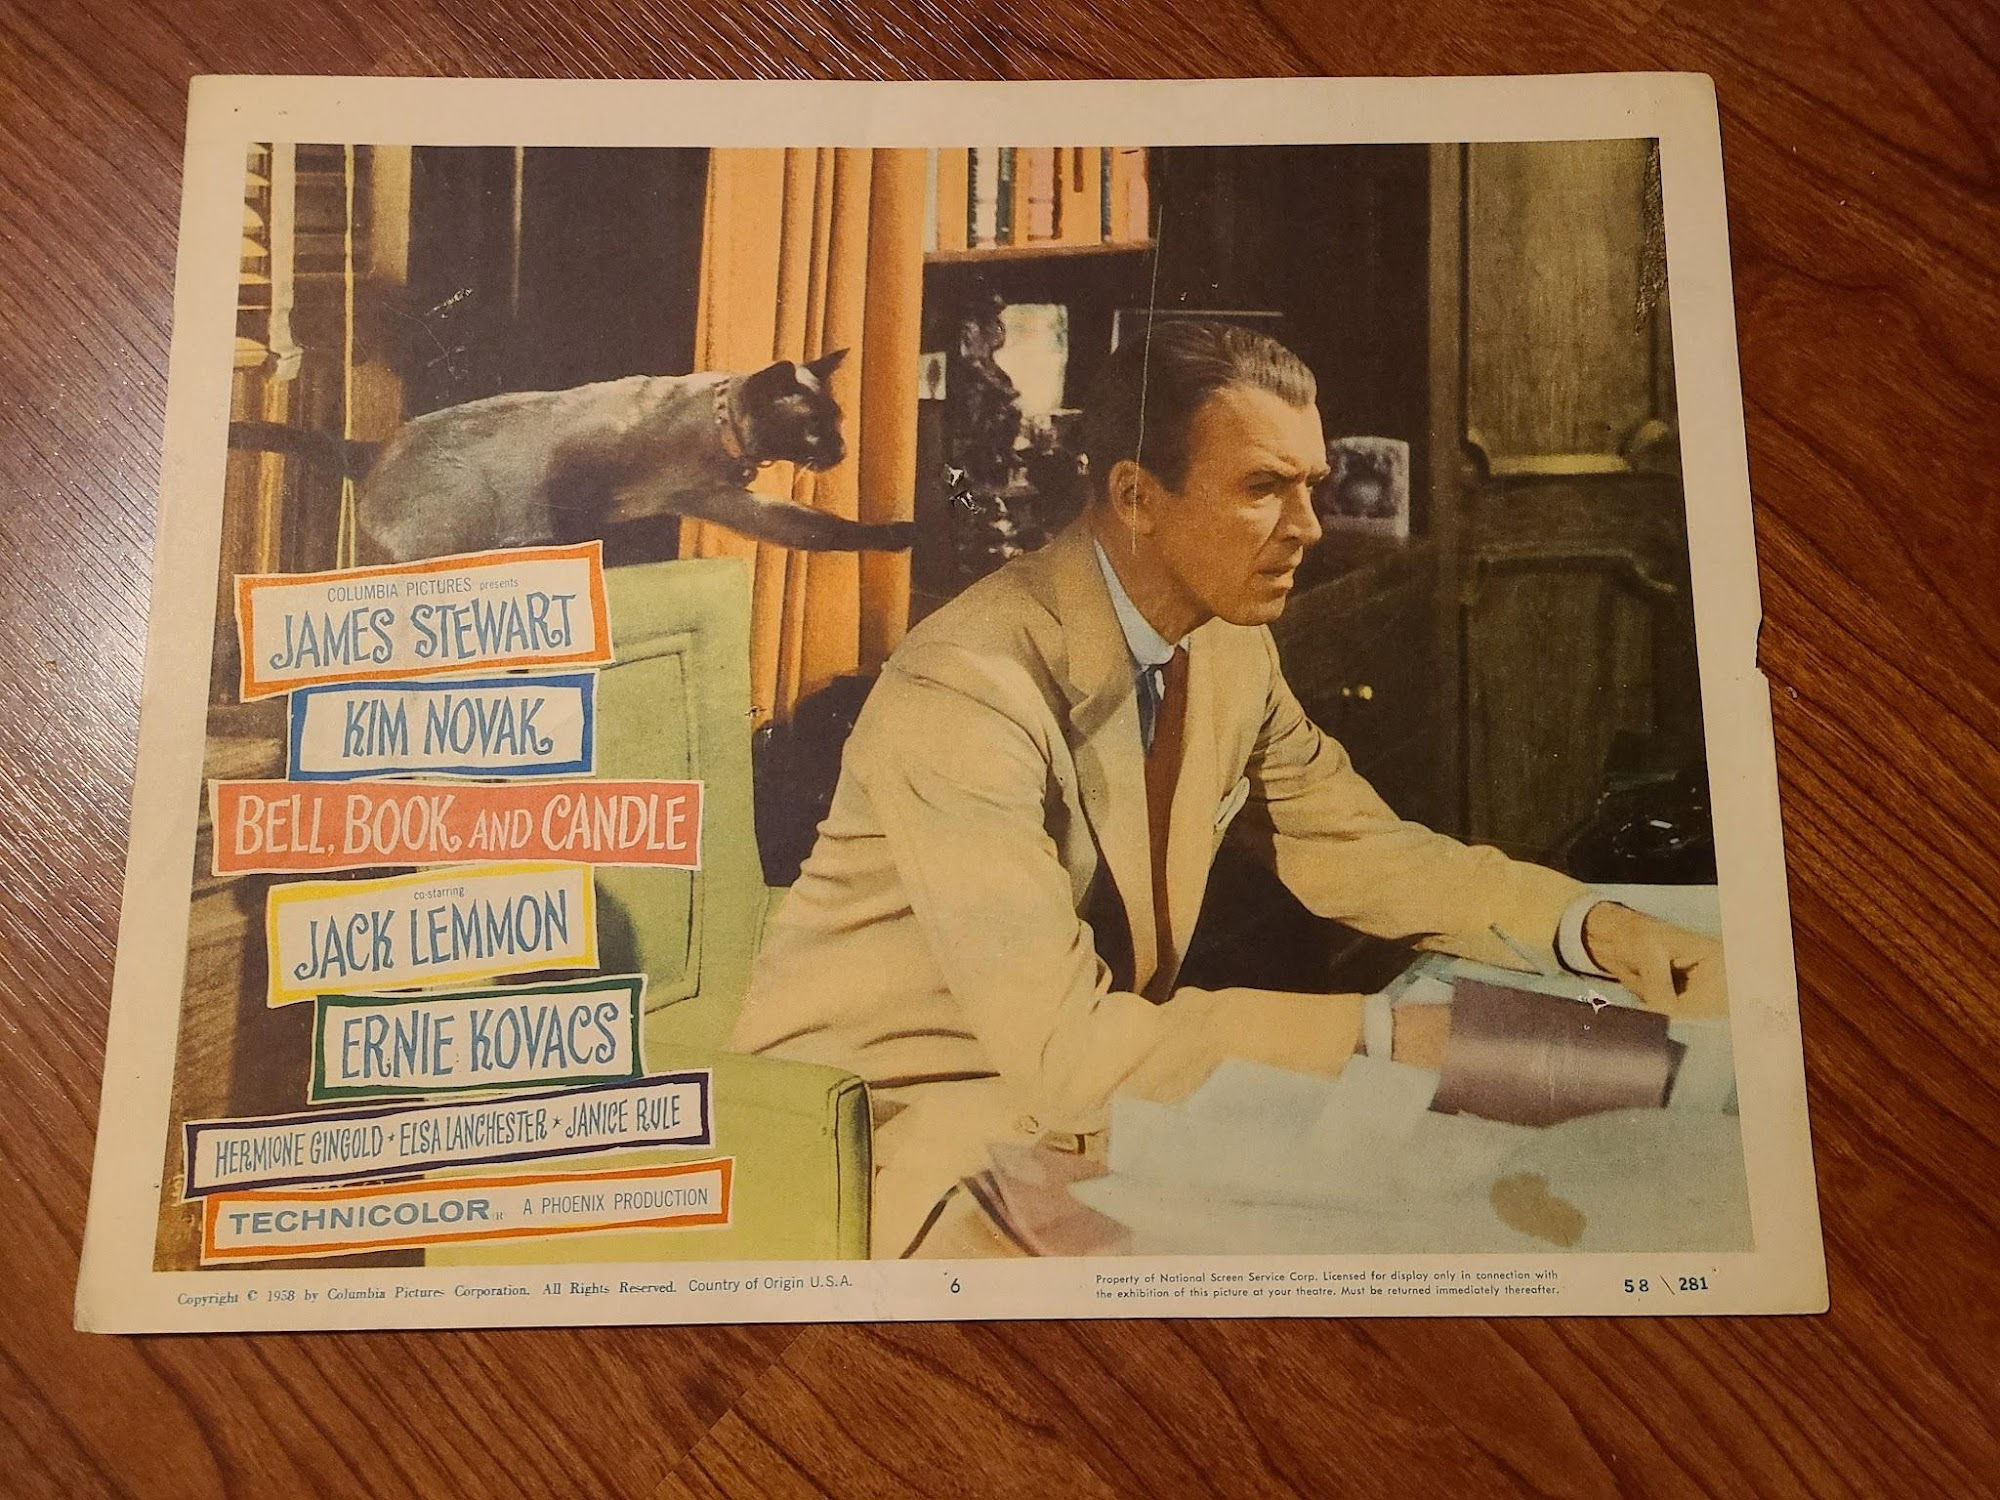 COLUMBIA PICTURES presents
JAMES STEWART
KIM NOVAK
BELL, BOOK AND CANDLE
co-starring
JACK LEMMON
ERNIE KOVACS
HERMIONE GINGOLD * ELSA LANCHESTER * JANICE RULE
TECHNICOLOR ® A PHOENIX PRODUCTION
Copyright © 1958 by Columbia Pictures Corporation. All Rights Reserved. Country of Origin U.S.A.
6
Property of National Screen Service Corp. Licensed for display only in connection with
the exhibition of this picture at your theatre. Must be returned immediately thereafter.
58 \ 281